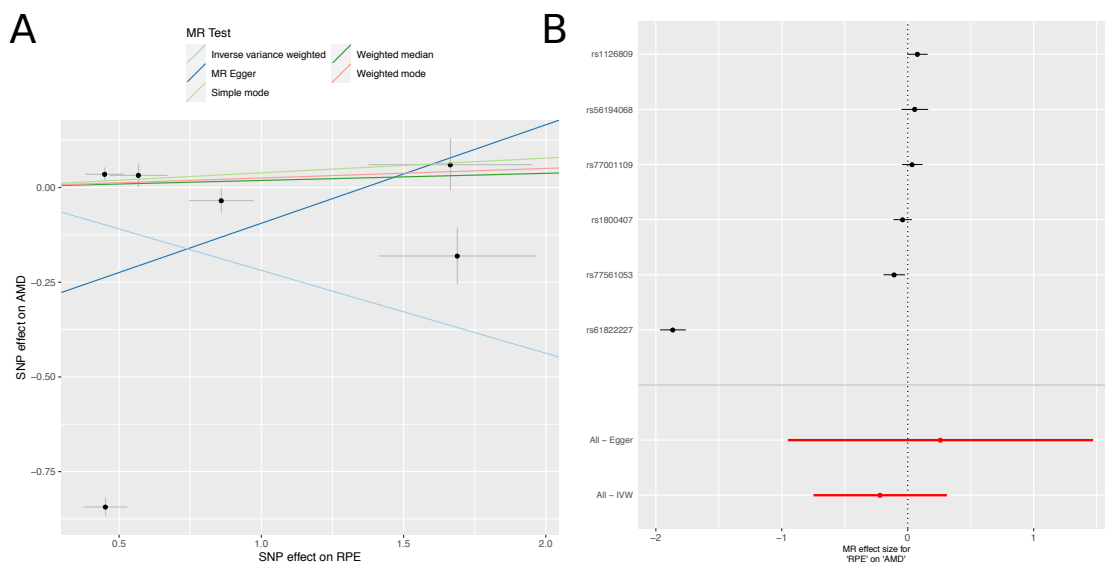 A
MR Test
Inverse variance weighted
MR Egger
Simple mode
Weighted median
Weighted mode
SNP effect on AMD
0.00
−0.25
−0.50
−0.75
0.5
1.0
1.5
2.0
SNP effect on RPE
B
rs1126809
rs56194068
rs77001109
rs1800407
rs77561053
rs61822227
All − Egger
All − IVW
−2
−1
0
1
MR effect size for
'RPE' on 'AMD'